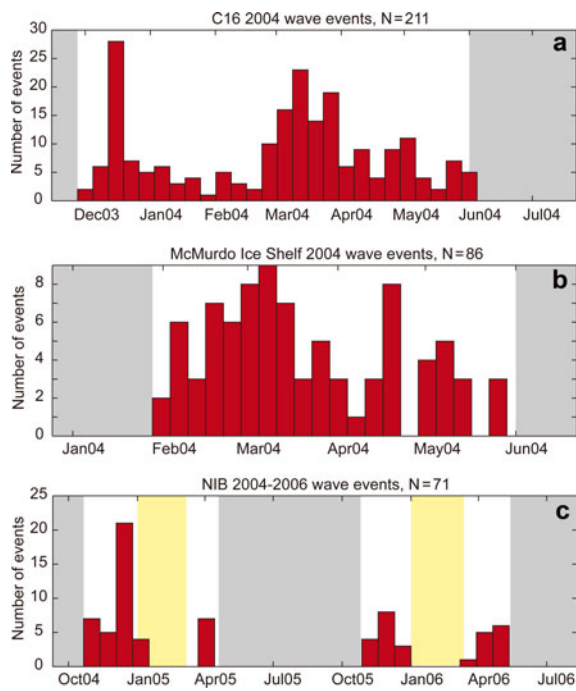 C16 2004 wave events, N=211
a
Number of events
30
25
20
15
10
5
0
Dec03 Jan04 Feb04 Mar04 Apr04 May04 Jun04 Jul04
McMurdo Ice Shelf 2004 wave events, N=86
b
Number of events
8
6
4
2
0
Jan04 Feb04 Mar04 Apr04 May04 Jun04
NIB 2004-2006 wave events, N=71
c
Number of events
25
20
15
10
5
0
Oct04 Jan05 Apr05 Jul05 Oct05 Jan06 Apr06 Jul06